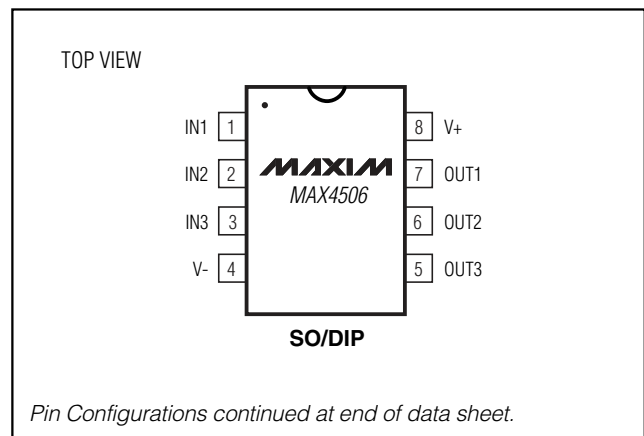 TOP VIEW
IN1 1 8 V+
IN2 2 MAXIM 7 OUT1
MAX4506
IN3 3 6 OUT2
V- 4 5 OUT3
SO/DIP
Pin Configurations continued at end of data sheet.